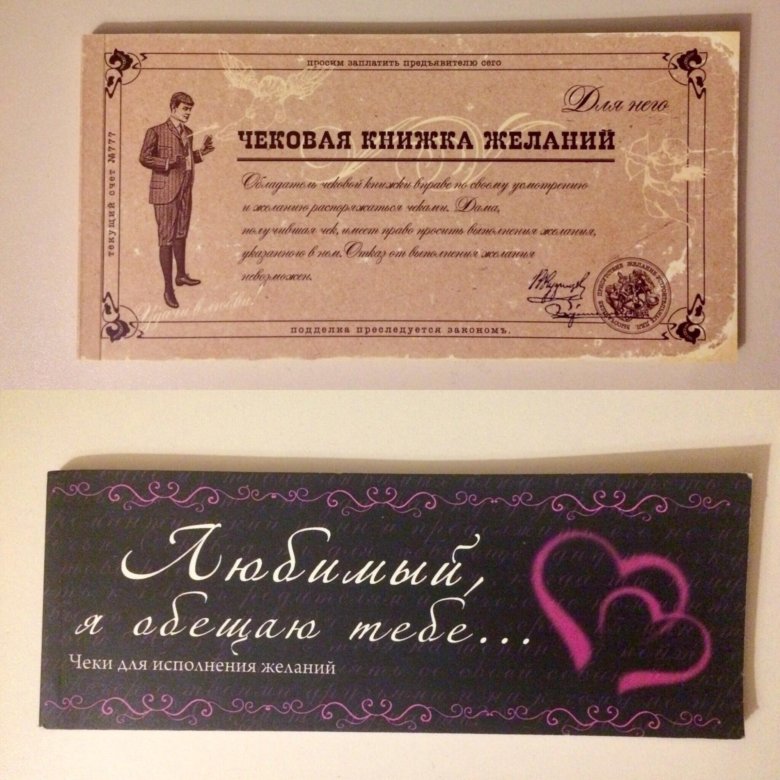 просим заплатить предъявителю сего
Для него
ЧЕКОВАЯ КНИЖКА ЖЕЛАНИЙ
текущий счет №777
Обладатель чековой книжки вправе по своему усмотрению
и желанию распоряжаться чеками. Дама,
получившая чек, имеет право просить выполнения желания,
указанного в нем. Отказ от выполнения желания
невозможен.
Удачи в любви!
подделка преследуется закономъ.
Любимый,
я обещаю тебе...
Чеки для исполнения желаний